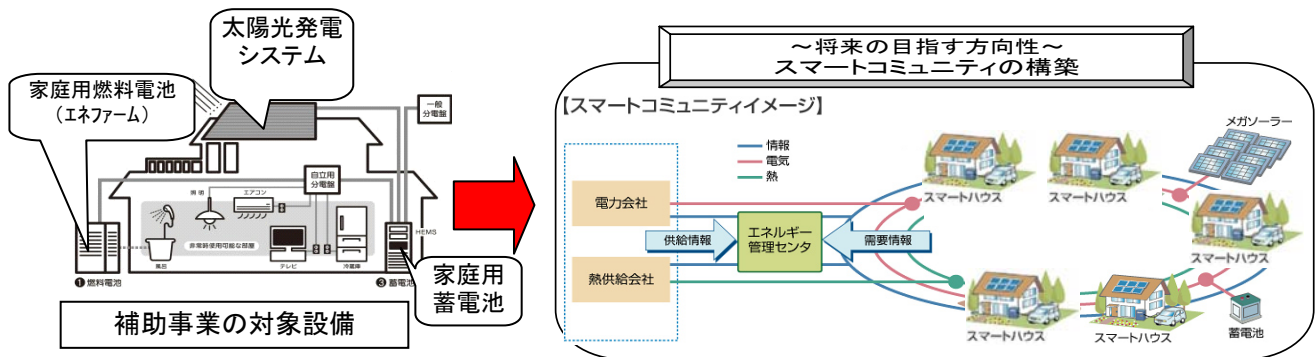 太陽光発電
システム
家庭用燃料電池
（エネファーム）
一般
分電盤
自立用
分電盤
照明
エアコン
HEMS
非常時使用可能な部屋
風呂
テレビ
冷蔵庫
❶燃料電池
❸蓄電池
家庭用
蓄電池
補助事業の対象設備
～将来の目指す方向性～
スマートコミュニティの構築
【スマートコミュニティイメージ】
情報
電気
熱
電力会社
熱供給会社
供給情報
エネルギー
管理センタ
需要情報
スマートハウス
スマートハウス
メガソーラー
スマートハウス
スマートハウス
スマートハウス
蓄電池